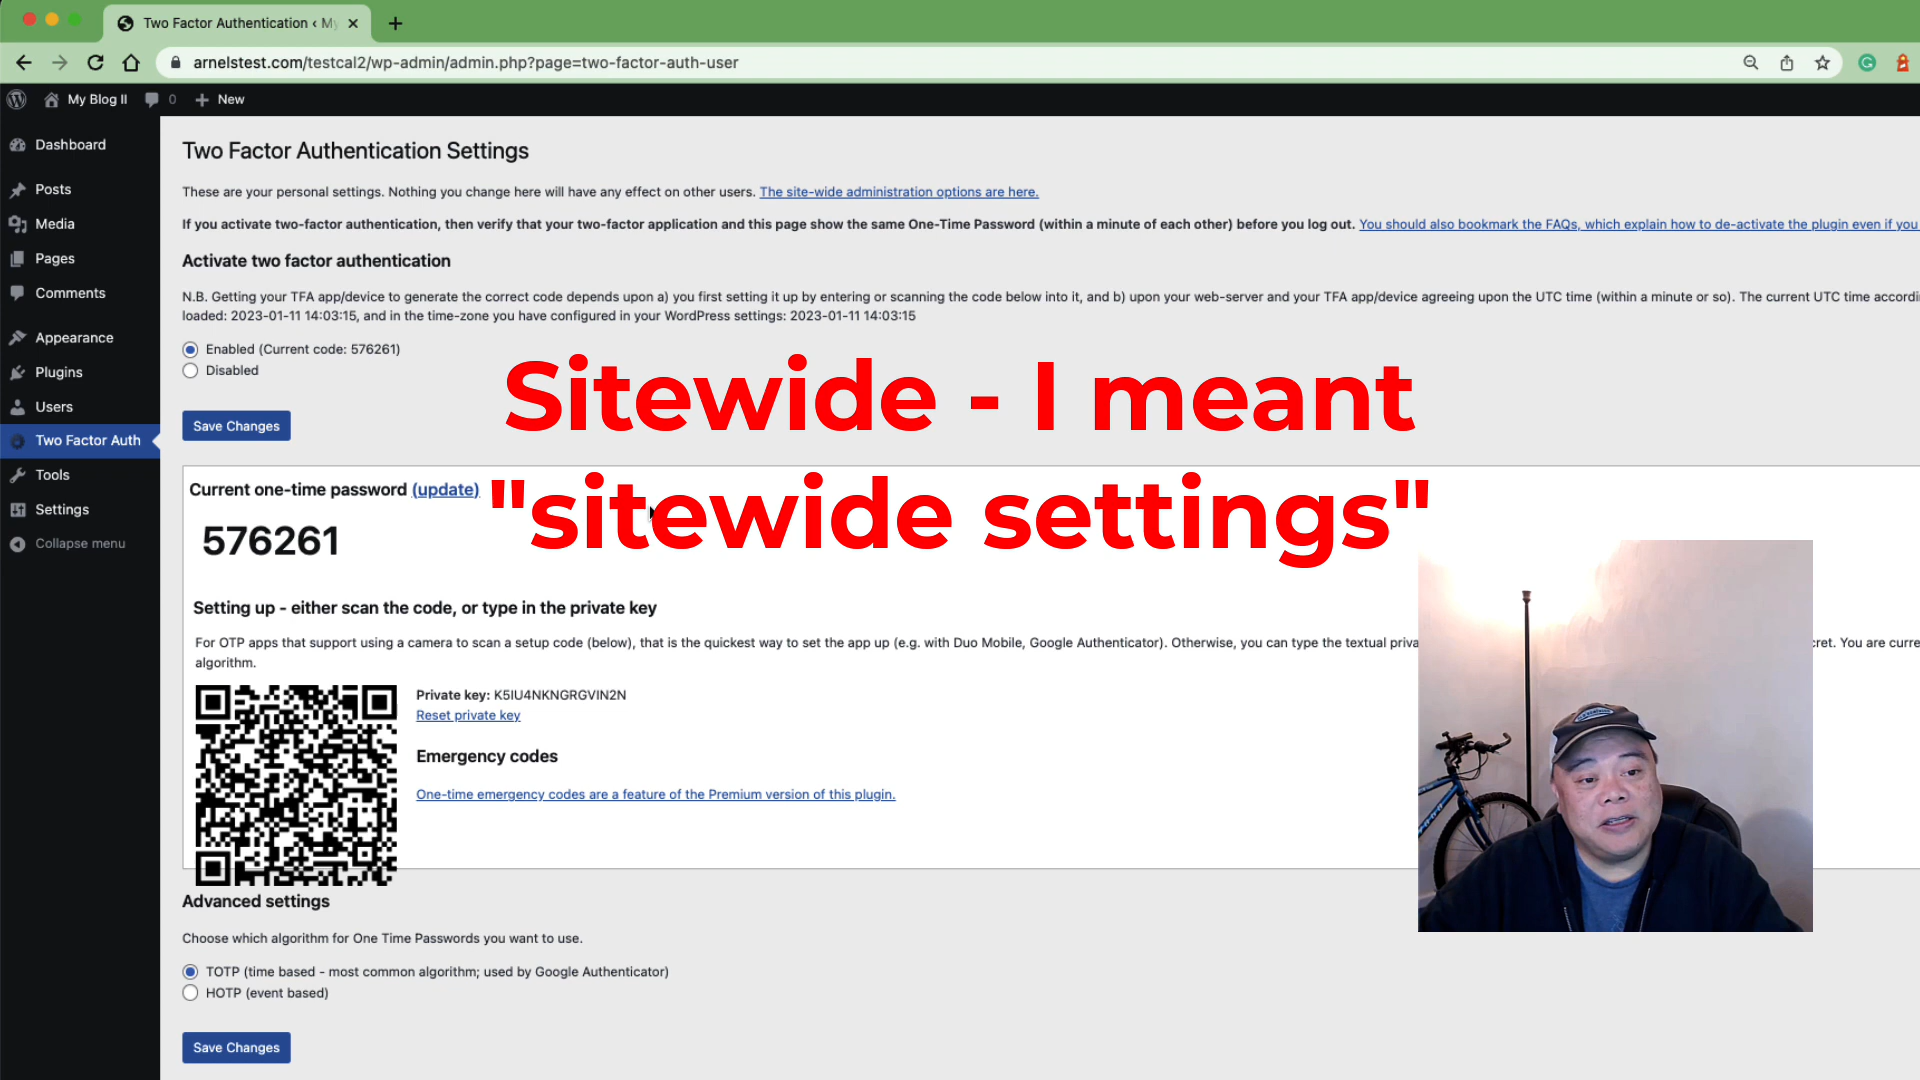 Two Factor Authentication ‹ My
arnelstest.com/testcal2/wp-admin/admin.php?page=two-factor-auth-user
My Blog II 0 + New
Dashboard
Posts
Media
Pages
Comments
Appearance
Plugins
Users
Two Factor Auth
Tools
Settings
Collapse menu
Two Factor Authentication Settings
These are your personal settings. Nothing you change here will have any effect on other users. The site-wide administration options are here.
If you activate two-factor authentication, then verify that your two-factor application and this page show the same One-Time Password (within a minute of each other) before you log out. You should also bookmark the FAQs, which explain how to de-activate the plugin even if you
Activate two factor authentication
N.B. Getting your TFA app/device to generate the correct code depends upon a) you first setting it up by entering or scanning the code below into it, and b) upon your web-server and your TFA app/device agreeing upon the UTC time (within a minute or so). The current UTC time accordi
loaded: 2023-01-11 14:03:15, and in the time-zone you have configured in your WordPress settings: 2023-01-11 14:03:15
Enabled (Current code: 576261)
Disabled
Save Changes
Sitewide - I meant
"sitewide settings"
Current one-time password (update)
576261
Setting up - either scan the code, or type in the private key
For OTP apps that support using a camera to scan a setup code (below), that is the quickest way to set the app up (e.g. with Duo Mobile, Google Authenticator). Otherwise, you can type the textual priva cret. You are curre
algorithm.
Private key: K5IU4NKNGRGVIN2N
Reset private key
Emergency codes
One-time emergency codes are a feature of the Premium version of this plugin.
Advanced settings
Choose which algorithm for One Time Passwords you want to use.
TOTP (time based - most common algorithm; used by Google Authenticator)
HOTP (event based)
Save Changes